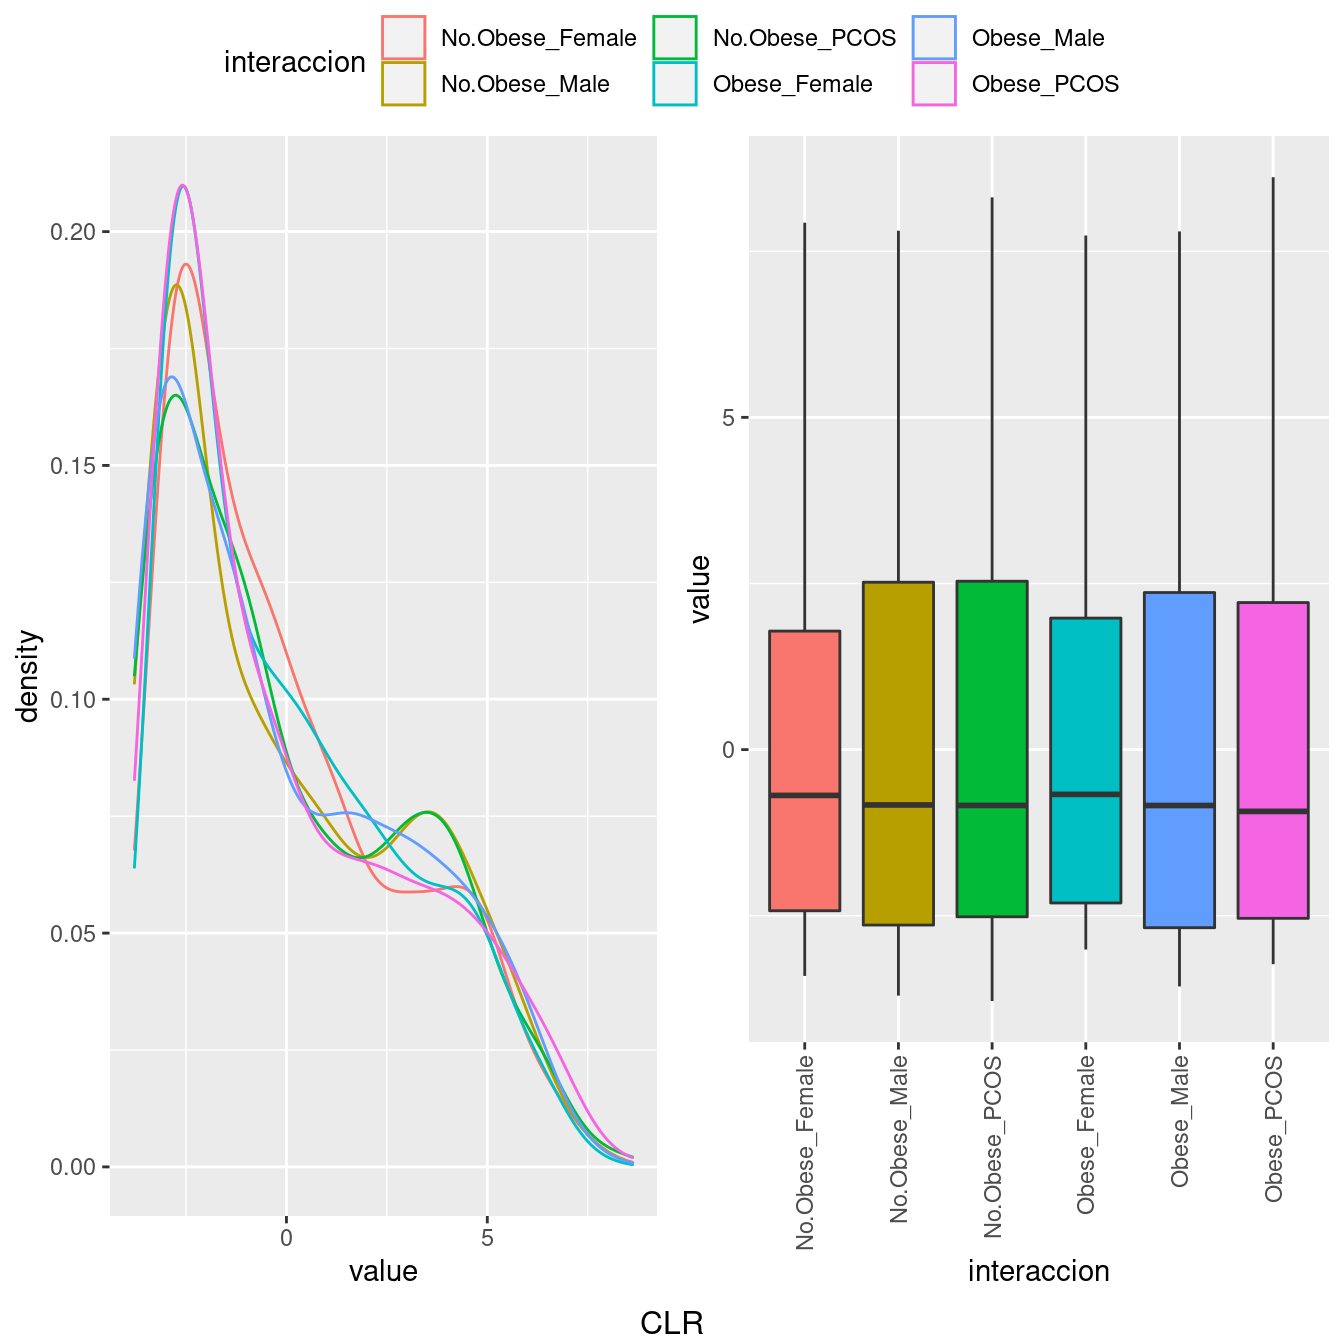 interaccion
No.Obese_Female No.Obese_PCOS Obese_Male
No.Obese_Male Obese_Female Obese_PCOS
density
0.20
0.15
0.10
0.05
0.00
0 5
value
value
5
0
No.Obese_Female
No.Obese_Male
No.Obese_PCOS
Obese_Female
Obese_Male
Obese_PCOS
interaccion
CLR